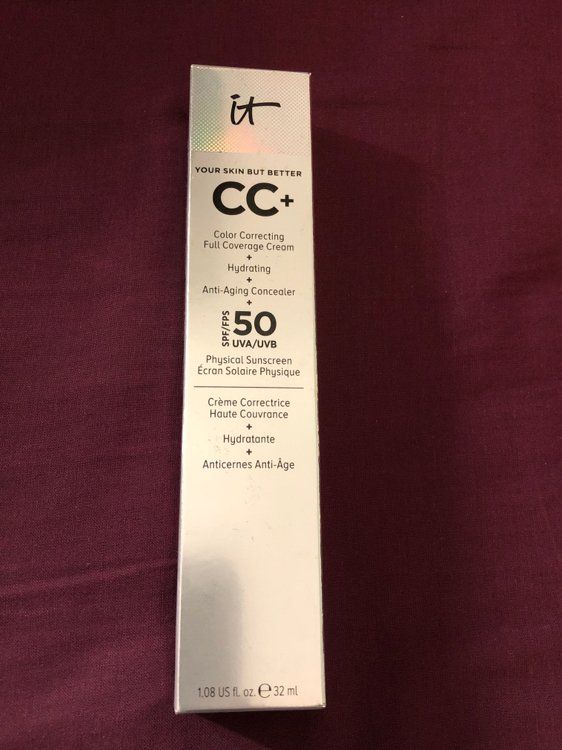 it
YOUR SKIN BUT BETTER
CC+
Color Correcting
Full Coverage Cream
+
Hydrating
+
Anti-Aging Concealer
+
SPF/FPS 50
UVA/UVB
Physical Sunscreen
Écran Solaire Physique
Crème Correctrice
Haute Couvrance
+
Hydratante
+
Anticernes Anti-Âge
1.08 US fl. oz. ℮ 32 ml